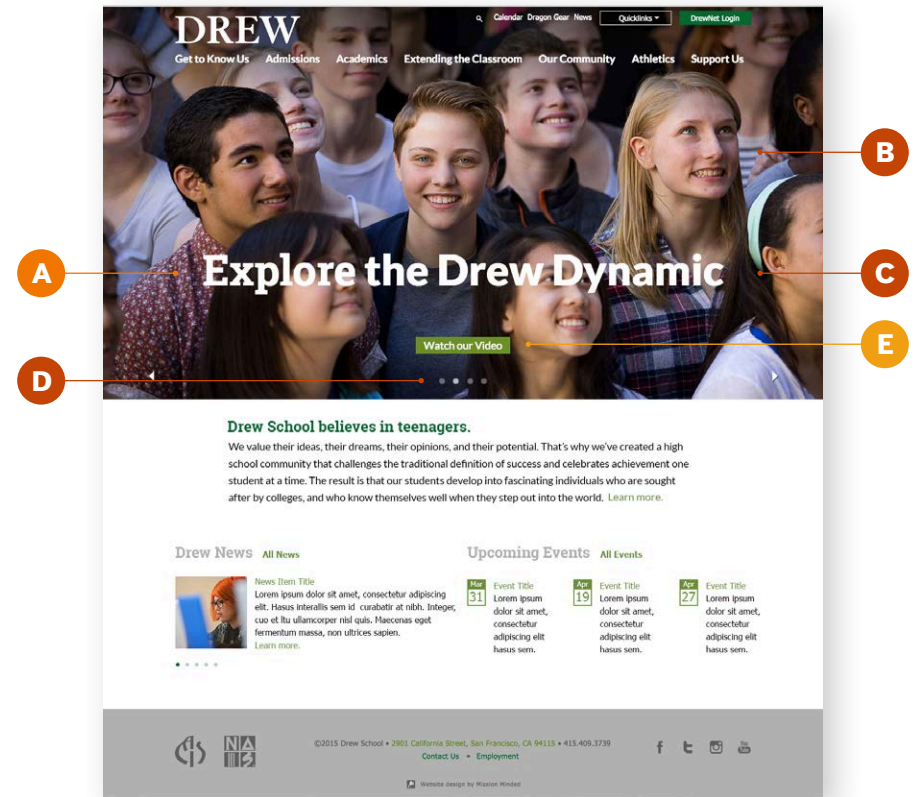 DREW
Calendar Dragon Gear News Quicklinks DrewNet Login
Get to Know Us Admissions Academics Extending the Classroom Our Community Athletics Support Us
B
A
Explore the Drew Dynamic
C
Watch our Video
E
D
Drew School believes in teenagers.
We value their ideas, their dreams, their opinions, and their potential. That's why we've created a high
school community that challenges the traditional definition of success and celebrates achievement one
student at a time. The result is that our students develop into fascinating individuals who are sought
after by colleges, and who know themselves well when they step out into the world. Learn more.
Drew News All News
News Item Title
Lorem ipsum dolor sit amet, consectetur adipiscing
elit. Hasus interallis sem id curabatir at nibh. Integer,
cuo et ltu ullamcorper nisl quis. Maecenas eget
fermentum massa, non ultrices sapien.
Learn more.
Upcoming Events All Events
Mar
31
Event Title
Lorem ipsum
dolor sit amet,
consectetur
adipiscing elit
hasus sem.
Apr
19
Event Title
Lorem ipsum
dolor sit amet,
consectetur
adipiscing elit
hasus sem.
Apr
27
Event Title
Lorem ipsum
dolor sit amet,
consectetur
adipiscing elit
hasus sem.
NAIS
©2015 Drew School • 2901 California Street, San Francisco, CA 94115 • 415.409.3739
Contact Us • Employment
Website design by Mission Minded